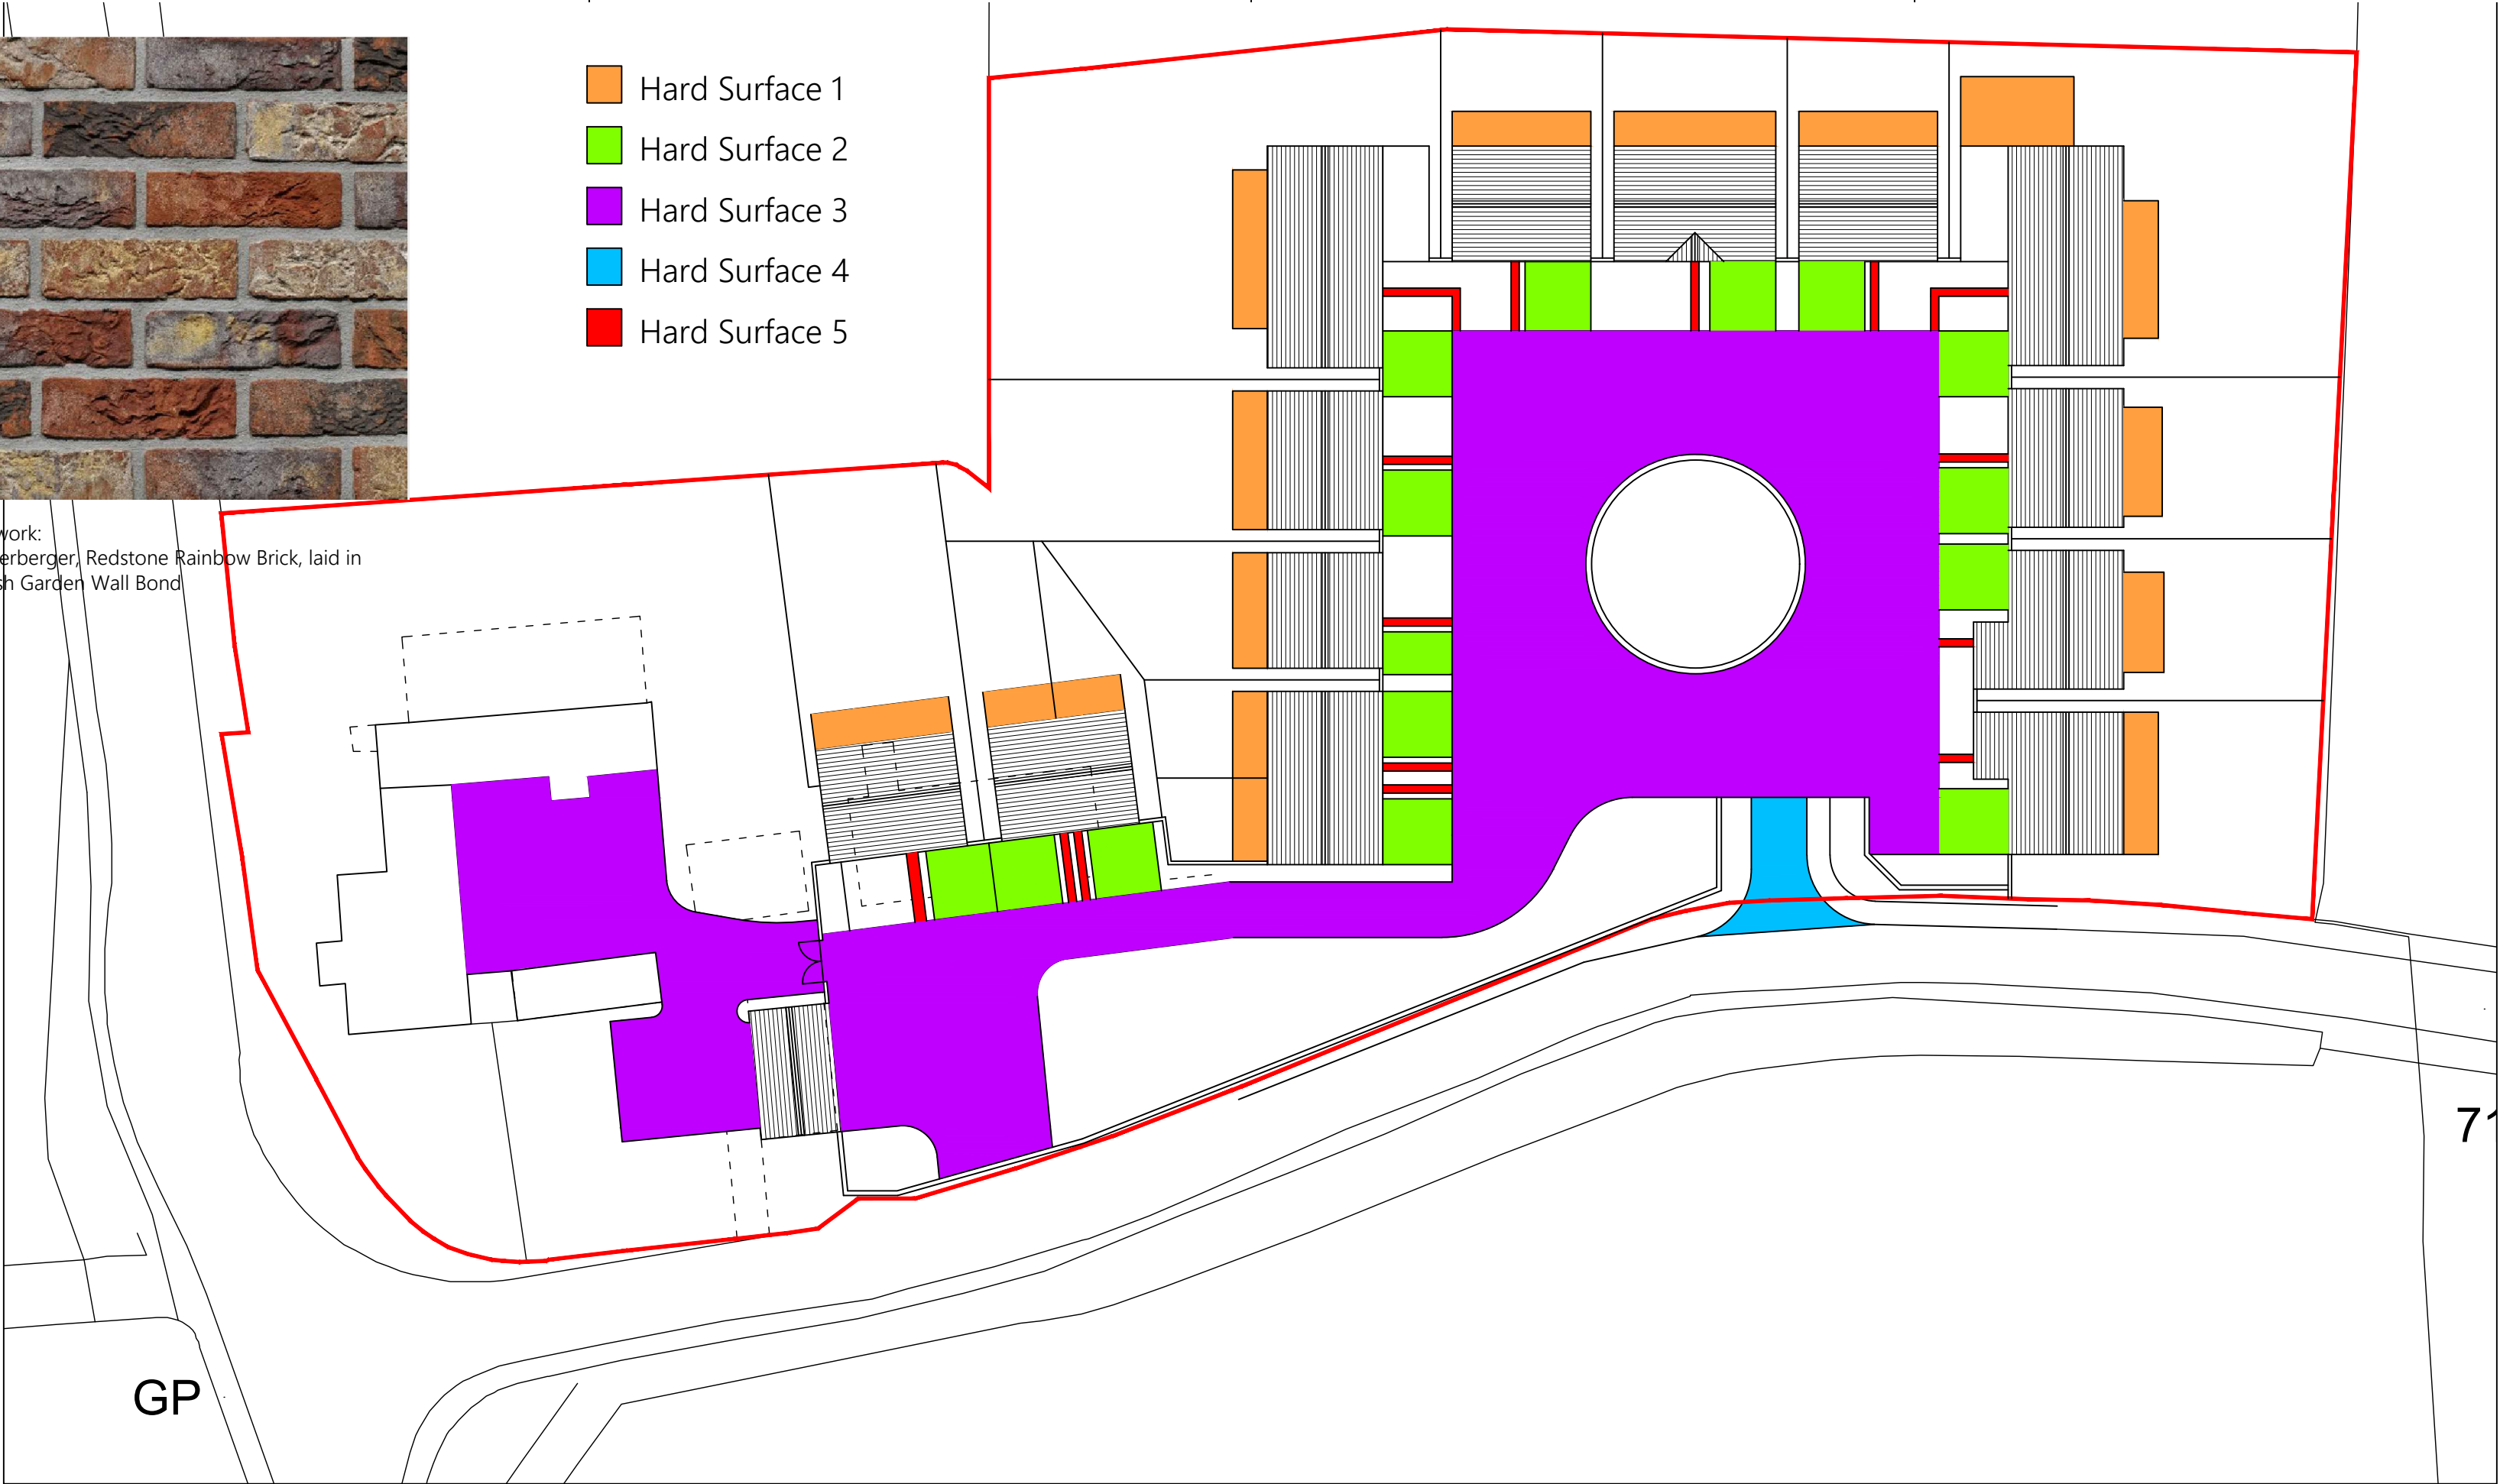 Hard Surface 1
Hard Surface 2
Hard Surface 3
Hard Surface 4
Hard Surface 5
work:
erberger, Redstone Rainbow Brick, laid in
sh Garden Wall Bond
71
GP